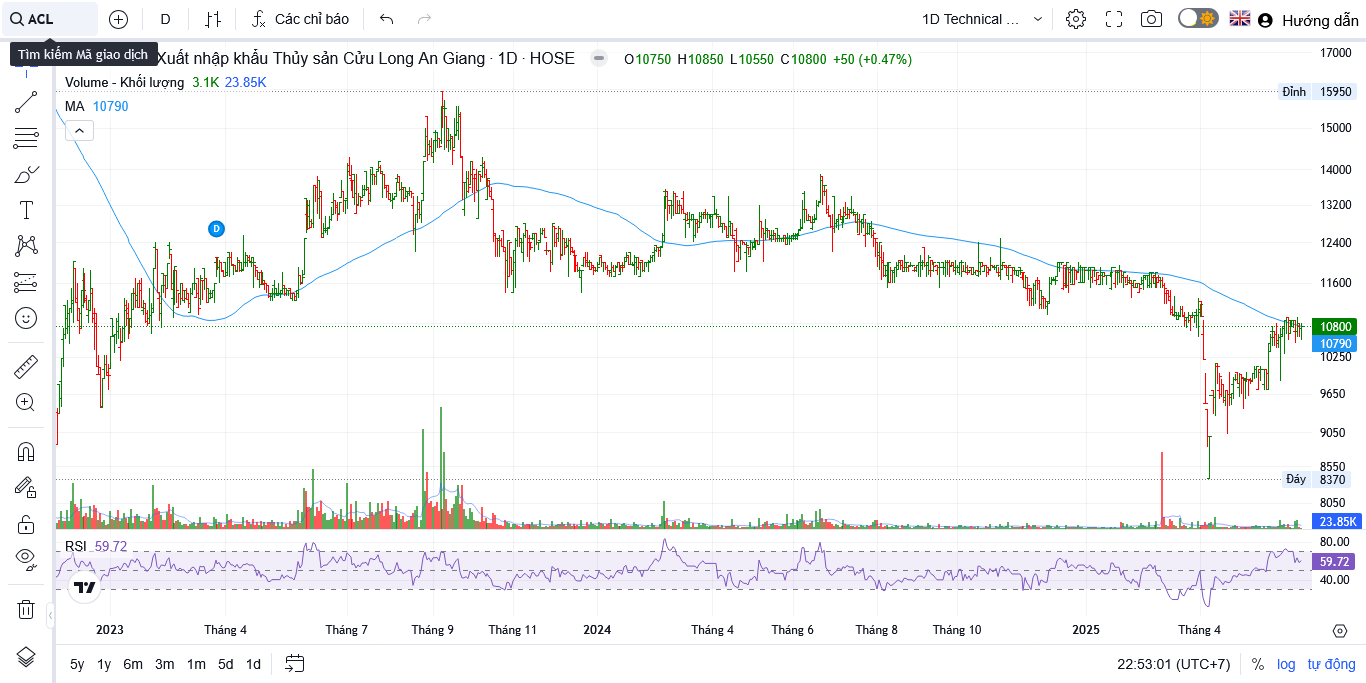 ACL D Các chỉ báo 1D Technical ... Hướng dẫn
Tìm kiếm Mã giao dịch
Xuất nhập khẩu Thủy sản Cửu Long An Giang · 1D · HOSE O10750 H10850 L10550 C10800 +50 (+0.47%)
Volume - Khối lượng 3.1K 23.85K
MA 10790
D
17000
Đỉnh 15950
15000
14000
13200
12400
11600
10800
10790
10250
9650
9050
8550
Đáy 8370
8050
23.85K
RSI 59.72
80.00
59.72
40.00
2023 Tháng 4 Tháng 7 Tháng 9 Tháng 11 2024 Tháng 4 Tháng 6 Tháng 8 Tháng 10 2025 Tháng 4
5y 1y 6m 3m 1m 5d 1d 22:53:01 (UTC+7) % log tự động